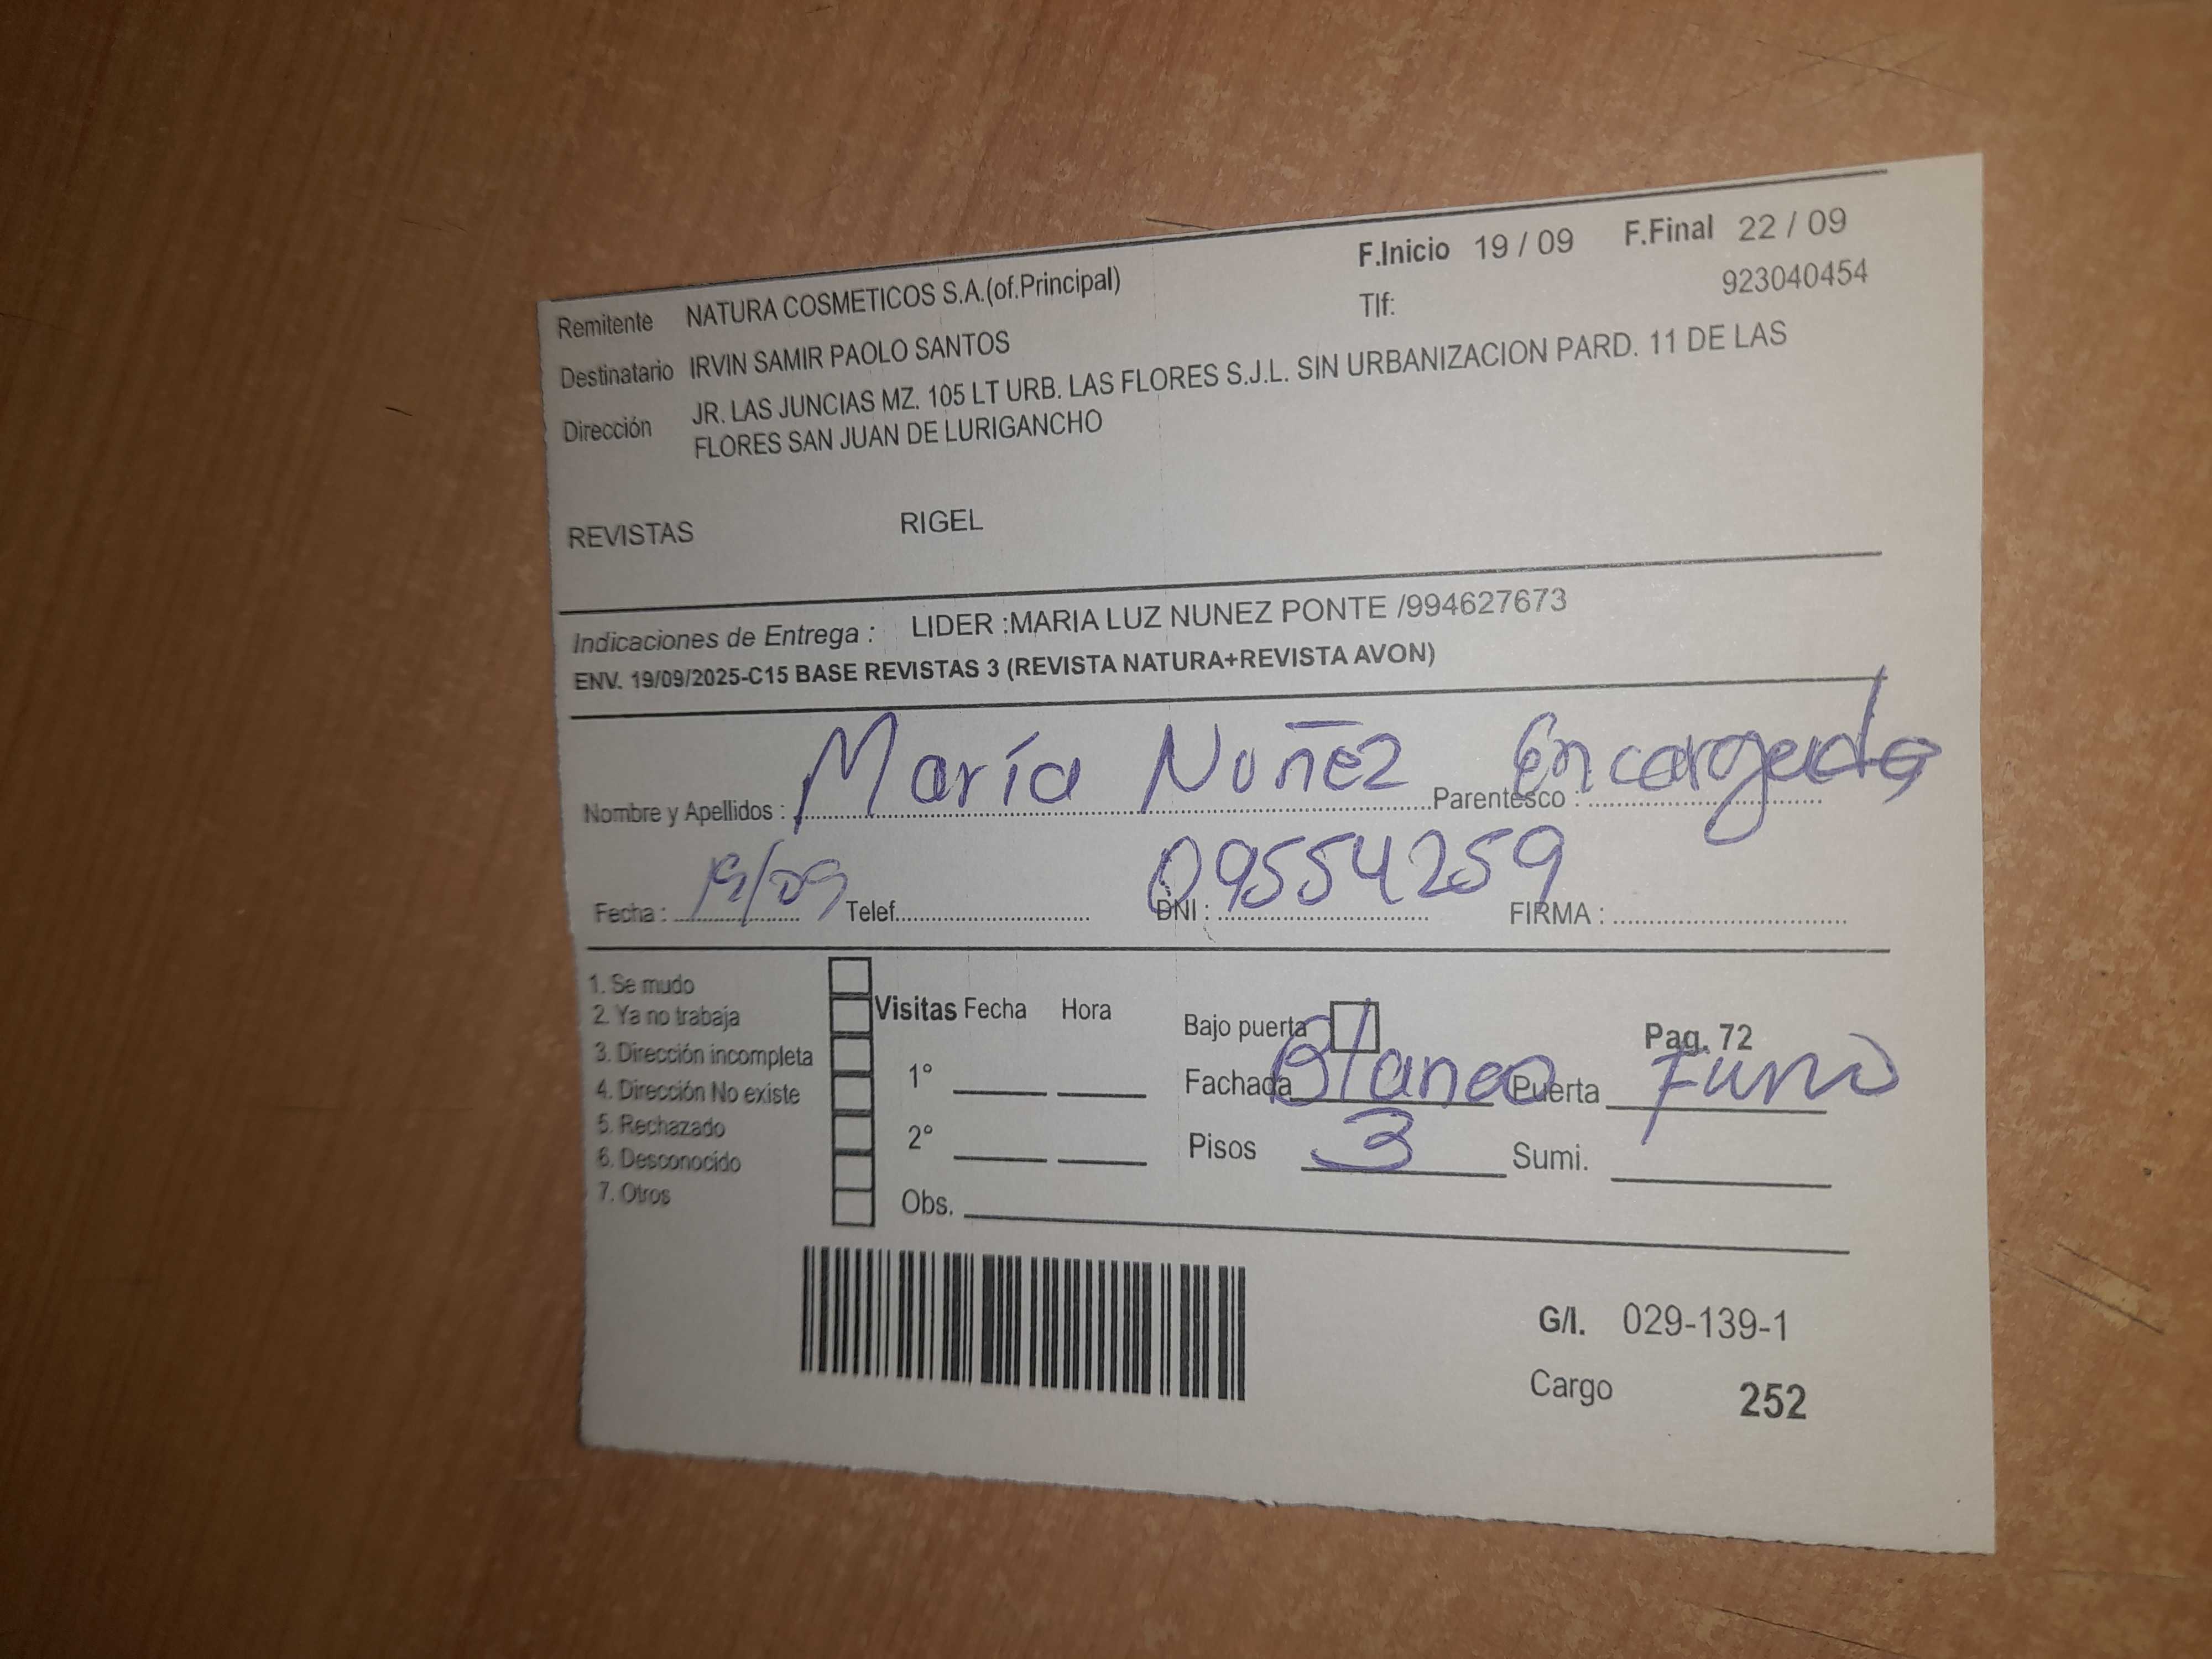 F.Inicio 19 / 09 F.Final 22 / 09
Remitente NATURA COSMETICOS S.A.(of.Principal) Tlf: 923040454
Destinatario IRVIN SAMIR PAOLO SANTOS
Dirección JR. LAS JUNCIAS MZ. 105 LT URB. LAS FLORES S.J.L. SIN URBANIZACION PARD. 11 DE LAS
FLORES SAN JUAN DE LURIGANCHO
REVISTAS RIGEL
Indicaciones de Entrega : LIDER :MARIA LUZ NUNEZ PONTE /994627673
ENV. 19/09/2025-C15 BASE REVISTAS 3 (REVISTA NATURA+REVISTA AVON)
Nombre y Apellidos : María Nuñez Parentesco : Encargada
Fecha : 19/09 Telef. DNI : 09554259 FIRMA :
1. Se mudo
2. Ya no trabaja
3. Dirección incompleta
4. Dirección No existe
5. Rechazado
6. Desconocido
7. Otros
Visitas Fecha Hora
1°
2°
Obs.
Bajo puerta Pag. 72
Fachada Blanco Puerta
Pisos 3 Sumi.
G/I. 029-139-1
Cargo 252